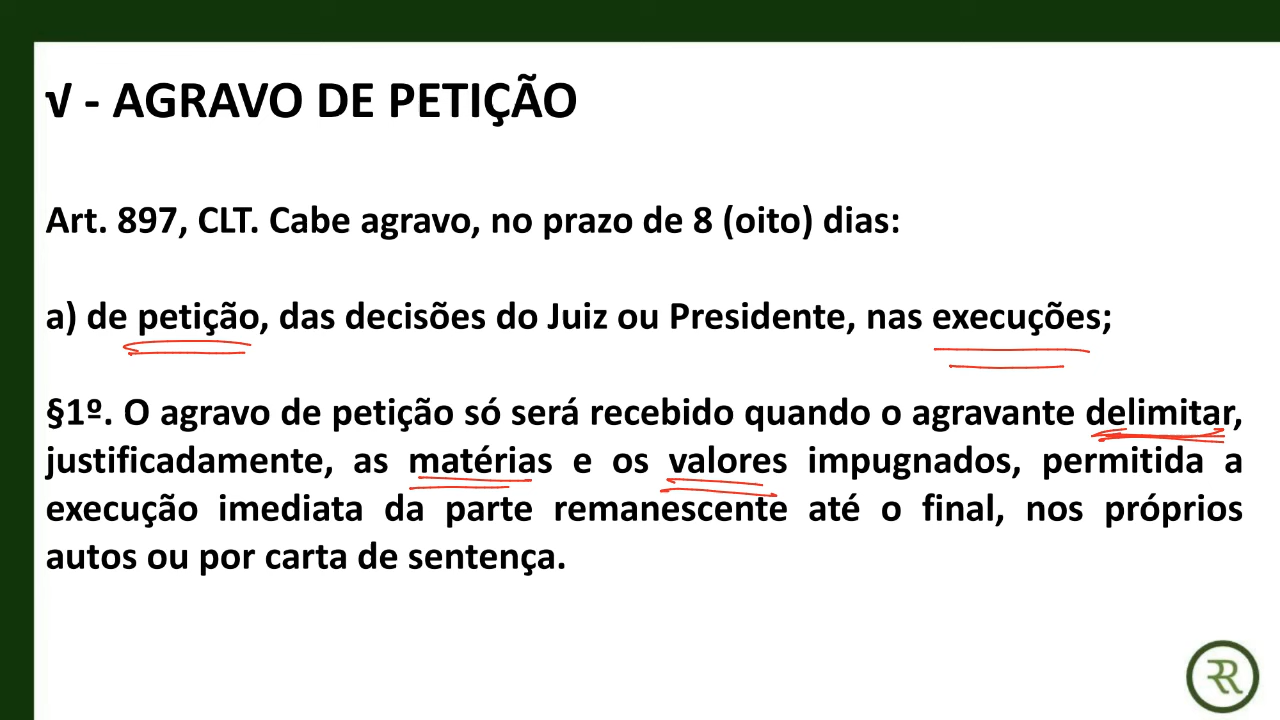 √ - AGRAVO DE PETIÇÃO
Art. 897, CLT. Cabe agravo, no prazo de 8 (oito) dias:
a) de petição, das decisões do Juiz ou Presidente, nas execuções;
§1º. O agravo de petição só será recebido quando o agravante delimitar,
justificadamente, as matérias e os valores impugnados, permitida a
execução imediata da parte remanescente até o final, nos próprios
autos ou por carta de sentença.